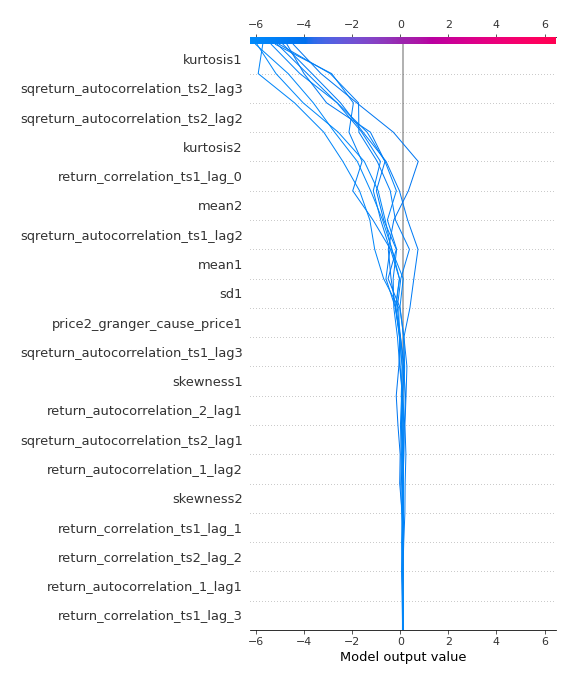 −6 −4 −2 0 2 4 6
kurtosis1
sqreturn_autocorrelation_ts2_lag3
sqreturn_autocorrelation_ts2_lag2
kurtosis2
return_correlation_ts1_lag_0
mean2
sqreturn_autocorrelation_ts1_lag2
mean1
sd1
price2_granger_cause_price1
sqreturn_autocorrelation_ts1_lag3
skewness1
return_autocorrelation_2_lag1
sqreturn_autocorrelation_ts2_lag1
return_autocorrelation_1_lag2
skewness2
return_correlation_ts1_lag_1
return_correlation_ts2_lag_2
return_autocorrelation_1_lag1
return_correlation_ts1_lag_3
−6 −4 −2 0 2 4 6
Model output value